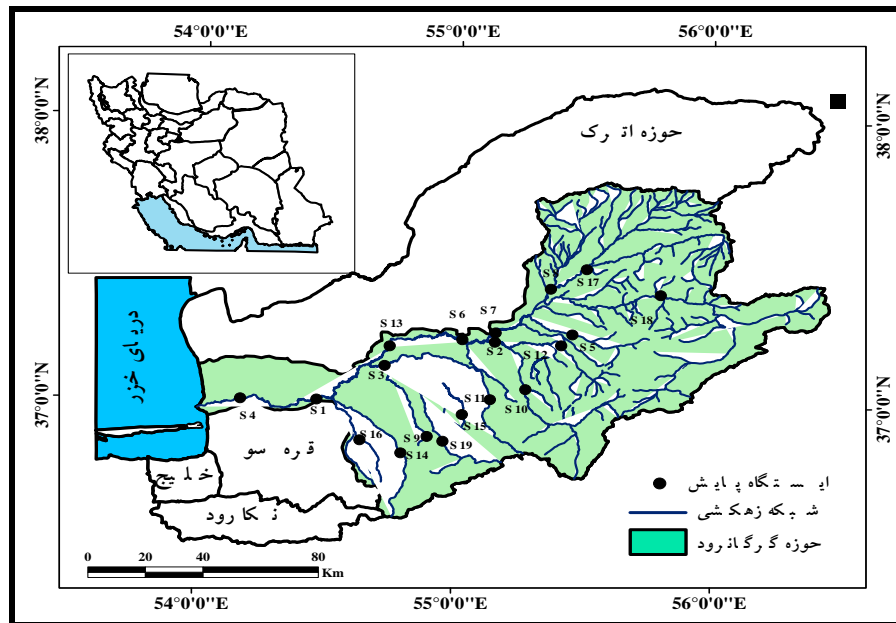 54°0'0"E
55°0'0"E
56°0'0"E
38°0'0"N
38°0'0"N
حوزه اترک
S 8
S 17
S 7
S 6
S 13
S 18
دریای خزر
S 2
S 12
S 5
S 3
37°0'0"N
37°0'0"N
S 4
S 1
S 11
S 10
S 15
قره سو
S 16
S 9
S 19
S 14
خلیج
ایستگاه پایش
نکارود
شبکه زهکشی
حوزه گرگانرود
0 20 40 80
Km
54°0'0"E
55°0'0"E
56°0'0"E